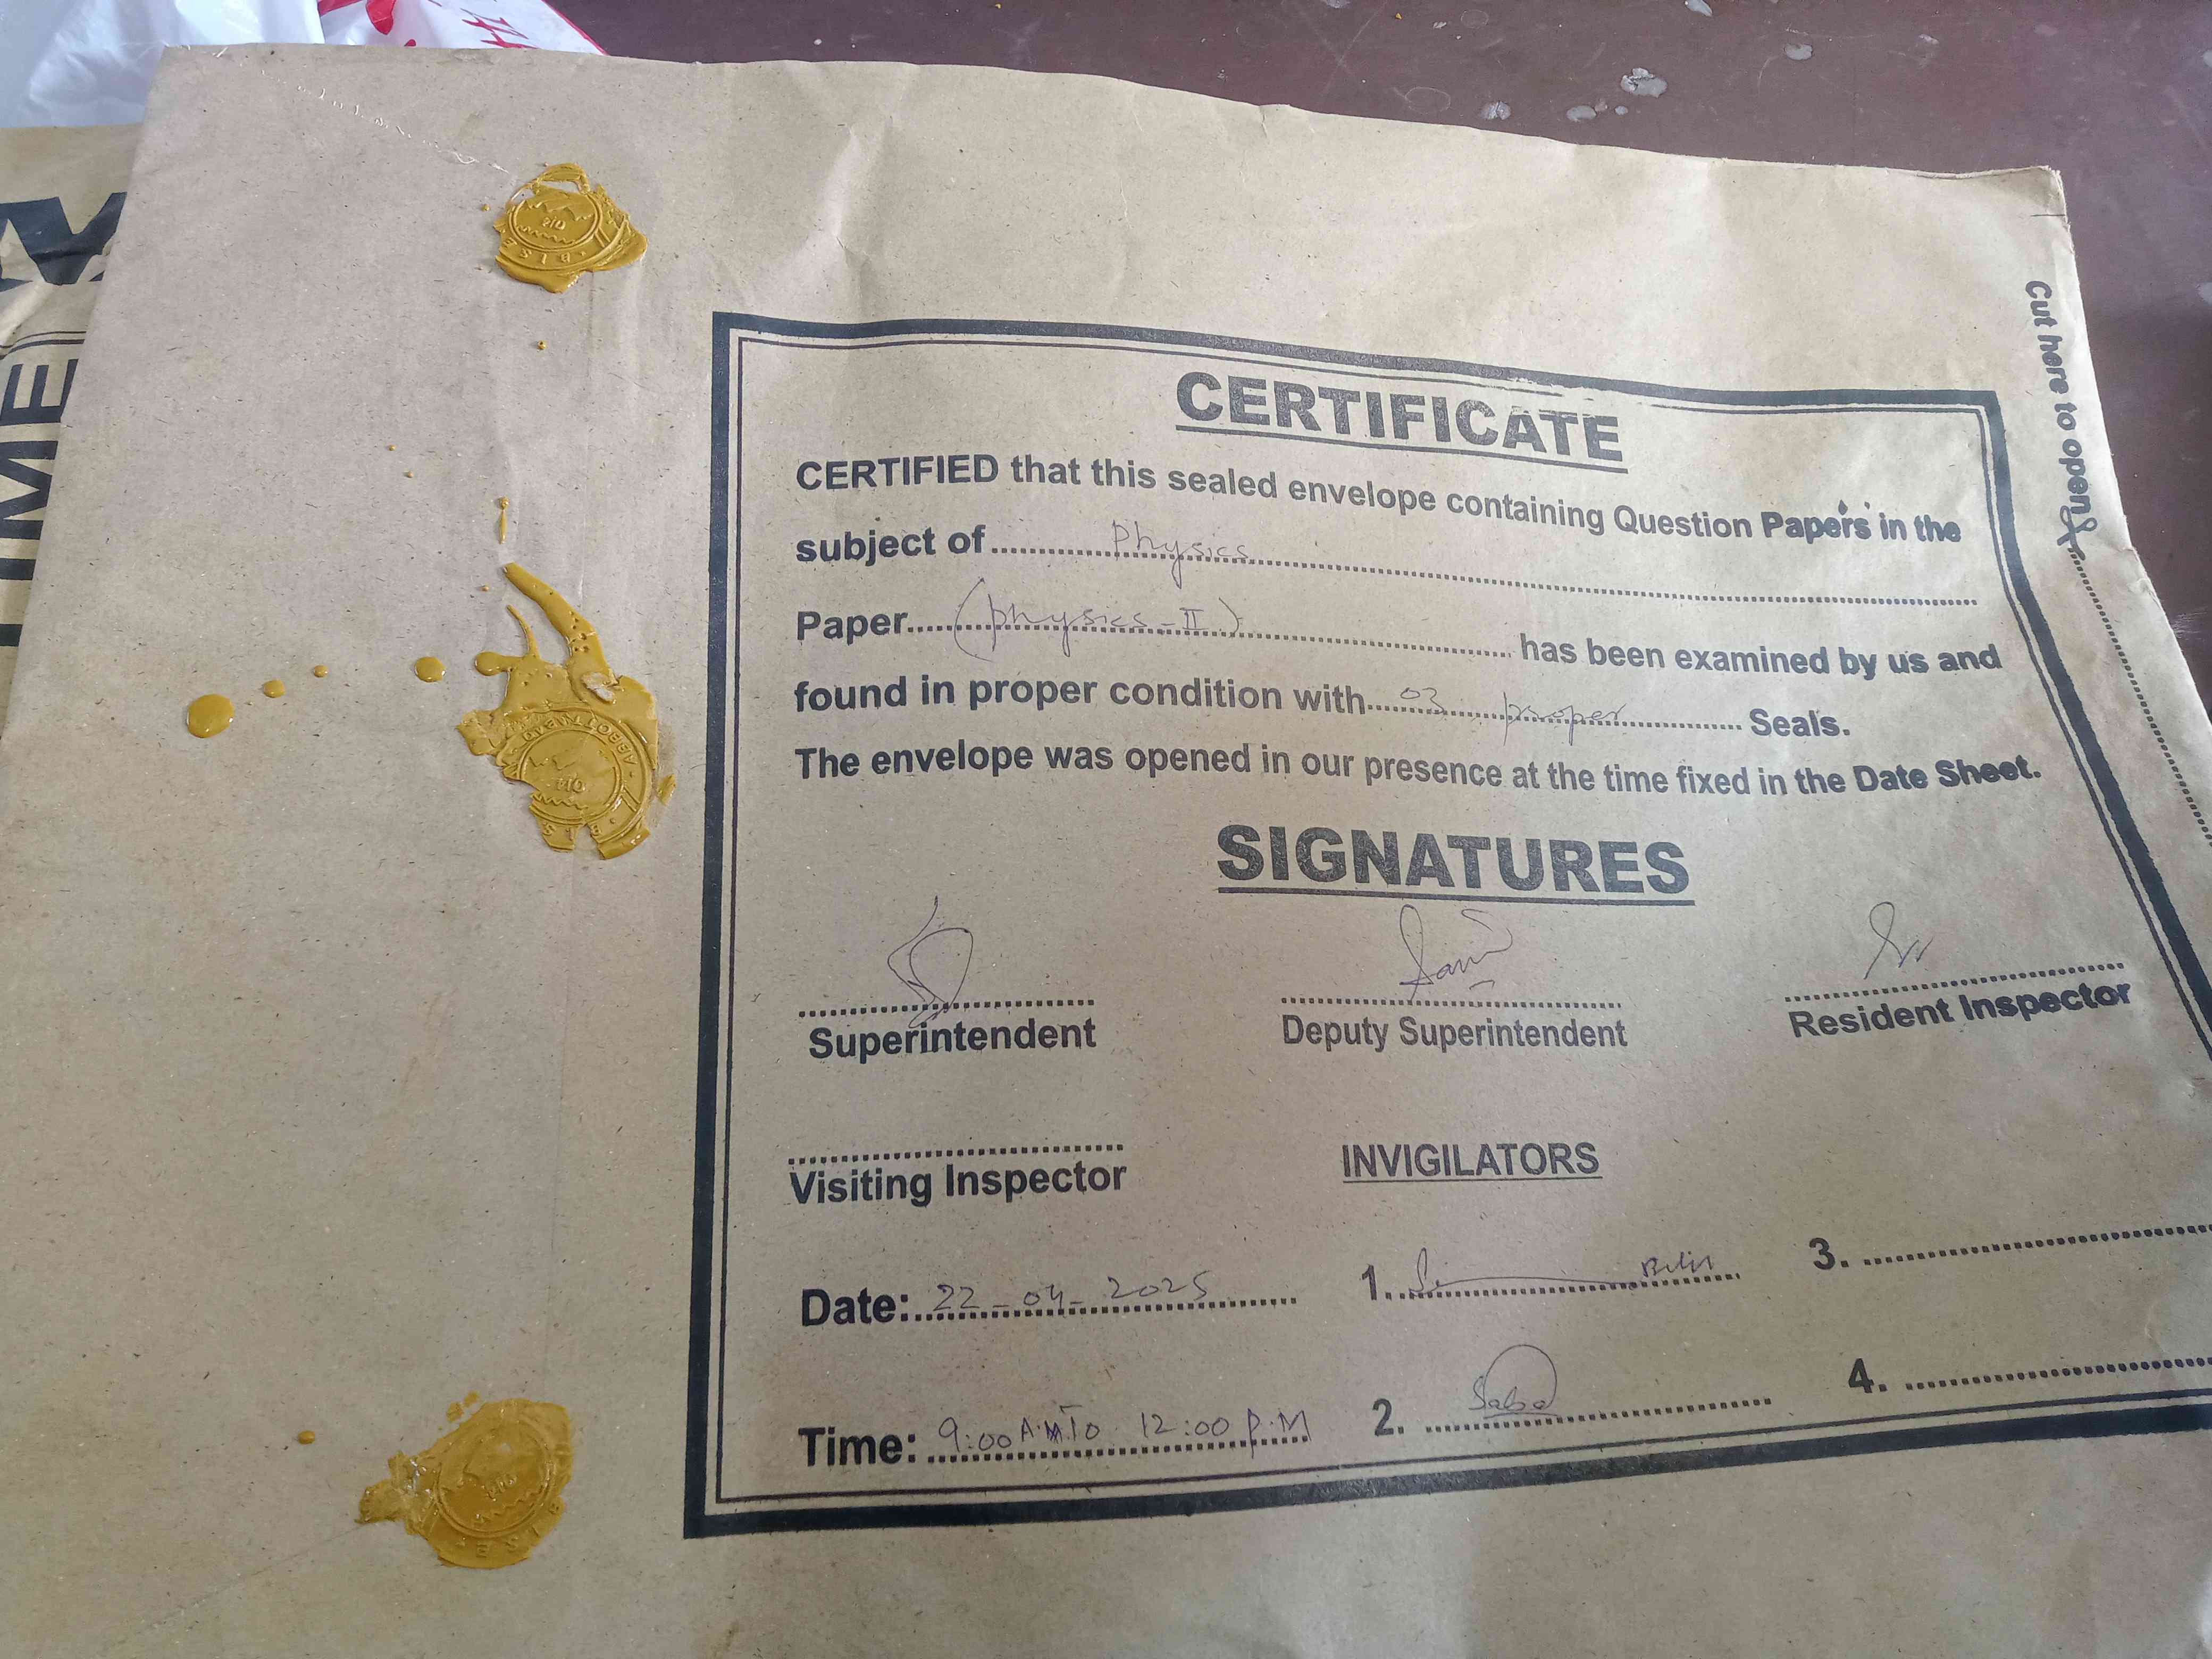 CERTIFICATE
CERTIFIED that this sealed envelope containing Question Papers in the
subject of Physics
Paper (Physics-II) has been examined by us and
found in proper condition with 03 proper Seals.
The envelope was opened in our presence at the time fixed in the Date Sheet.
SIGNATURES
Superintendent
Deputy Superintendent
Resident Inspector
Visiting Inspector
INVIGILATORS
Date: 22-04-2025
1.
3.
Time: 9:00 A.M To 12:00 P.M
2. Saba
4.
Cut here to open
ABBOTTABAD